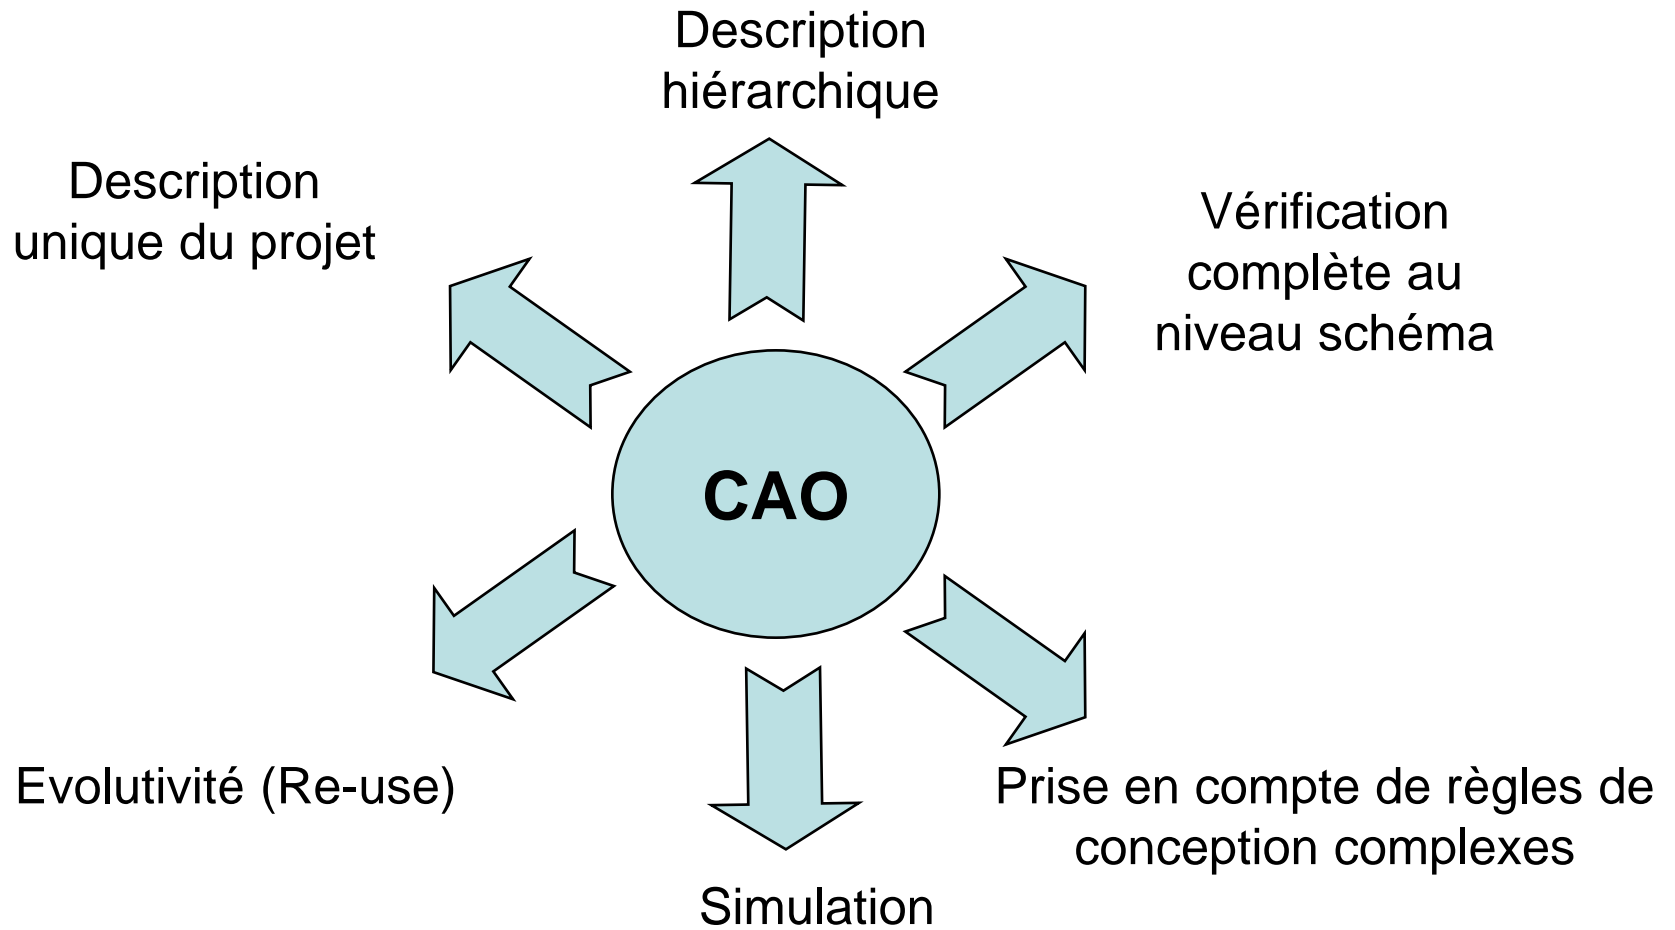 Description
hiérarchique
Description
unique du projet
Vérification
complète au
niveau schéma
CAO
Evolutivité (Re-use)
Prise en compte de règles de
conception complexes
Simulation